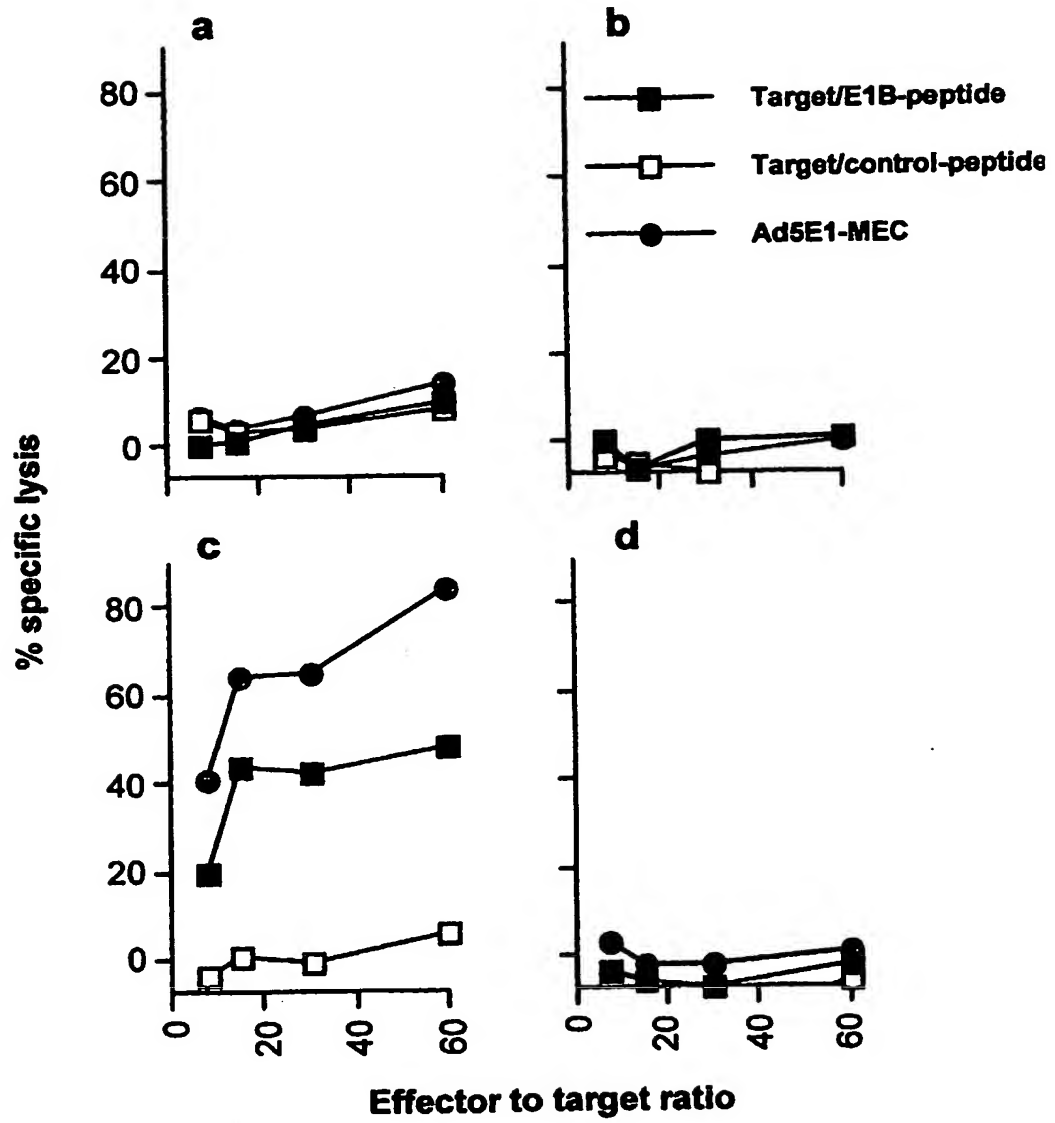 a
b
80
60
40
20
0
Target/E1B-peptide
Target/control-peptide
Ad5E1-MEC
% specific lysis
c
d
80
60
40
20
0
0 20 40 60
0 20 40 60
Effector to target ratio